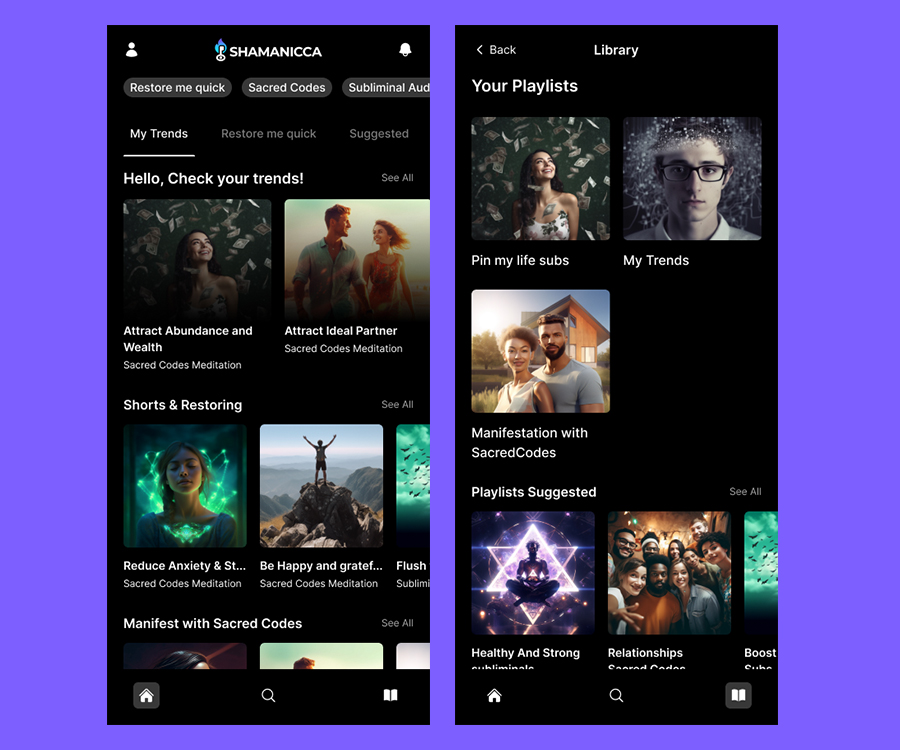 SHAMANICCA
Restore me quick
Sacred Codes
Subliminal Aud
My Trends
Restore me quick
Suggested
Hello, Check your trends!
See All
Attract Abundance and
Wealth
Sacred Codes Meditation
Attract Ideal Partner
Sacred Codes Meditation
Shorts & Restoring
See All
Reduce Anxiety & St...
Sacred Codes Meditation
Be Happy and gratef...
Sacred Codes Meditation
Flush
Sublimi
Manifest with Sacred Codes
See All
Back
Library
Your Playlists
Pin my life subs
My Trends
Manifestation with
SacredCodes
Playlists Suggested
See All
Healthy And Strong
subliminals
Relationships
Sacred Codes
Boost
Subs